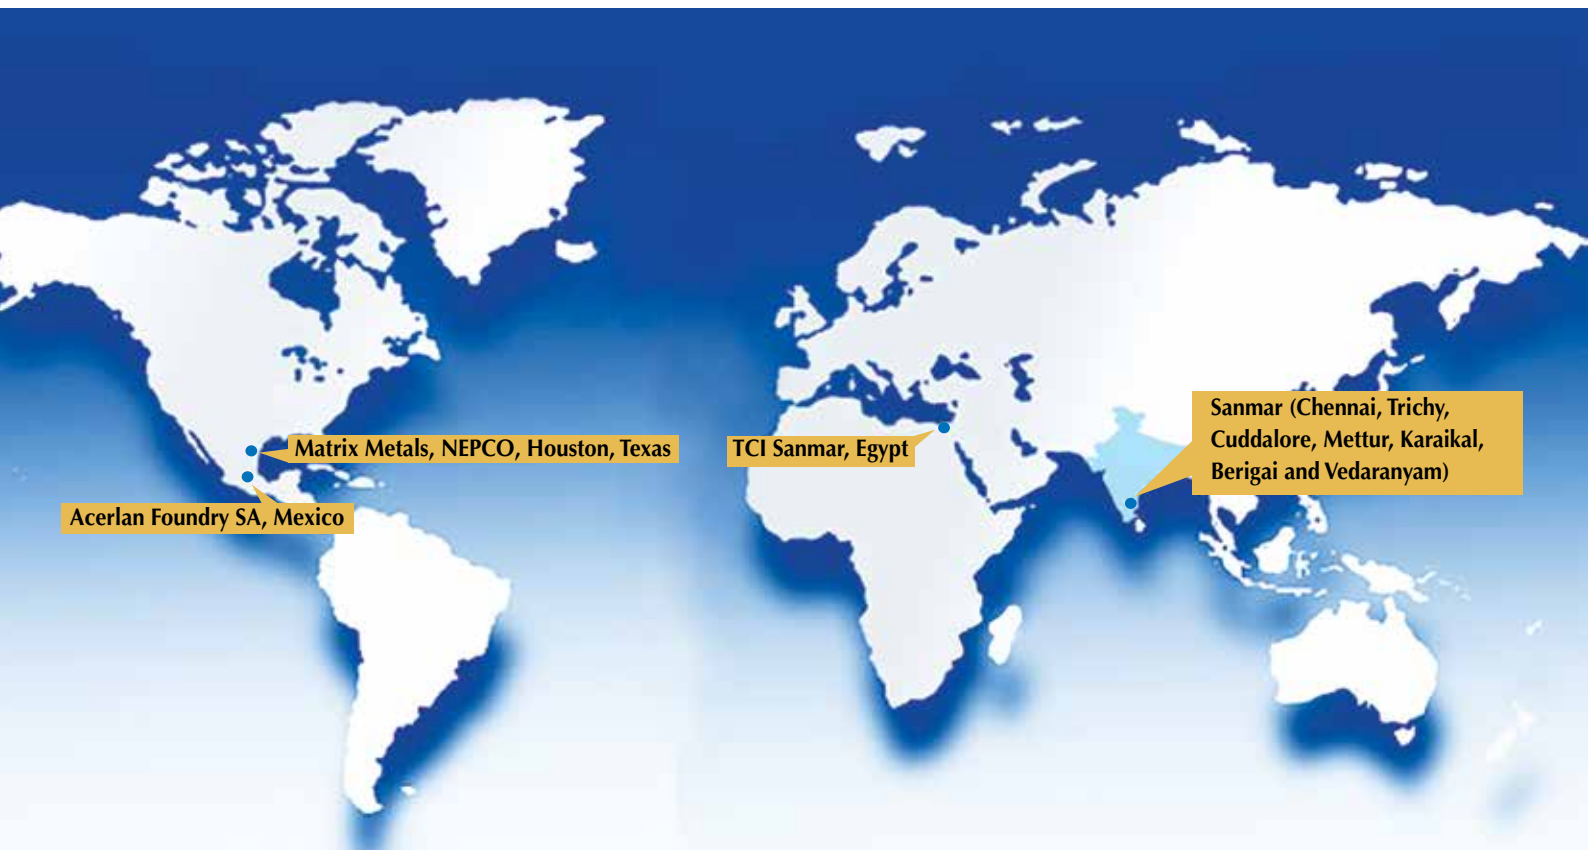 Matrix Metals, NEPCO, Houston, Texas
Acerlan Foundry SA, Mexico
TCI Sanmar, Egypt
Sanmar (Chennai, Trichy,
Cuddalore, Mettur, Karaikal,
Berigai and Vedaranyam)